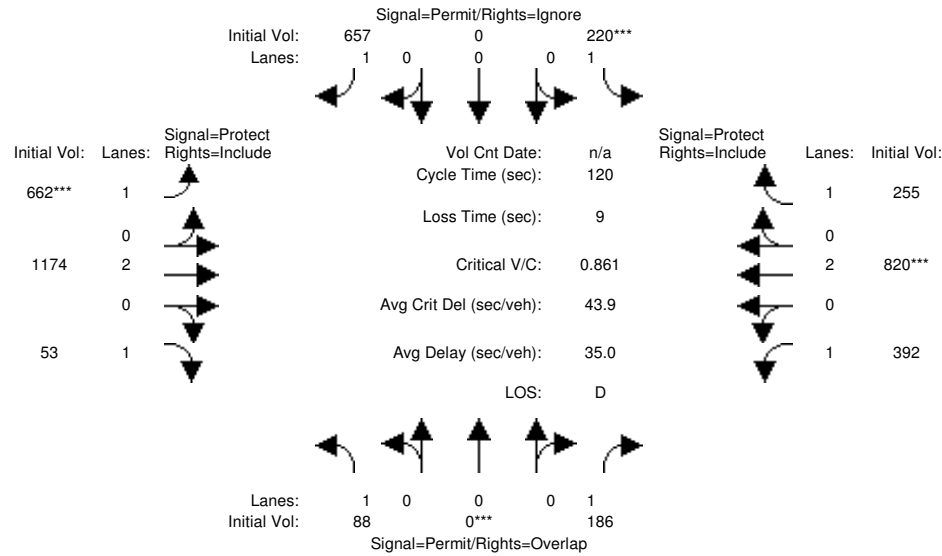 Signal=Permit/Rights=Ignore
Initial Vol: 657 0 220***
Lanes: 1 0 0 0 1
Signal=Protect Signal=Protect
Initial Vol: Lanes: Rights=Include Vol Cnt Date: n/a Rights=Include Lanes: Initial Vol:
Cycle Time (sec): 120
662*** 1 1 255
Loss Time (sec): 9
0 0
1174 2 Critical V/C: 0.861 2 820***
0 Avg Crit Del (sec/veh): 43.9 0
53 1 Avg Delay (sec/veh): 35.0 1 392
LOS: D
Lanes: 1 0 0 0 1
Initial Vol: 88 0*** 186
Signal=Permit/Rights=Overlap